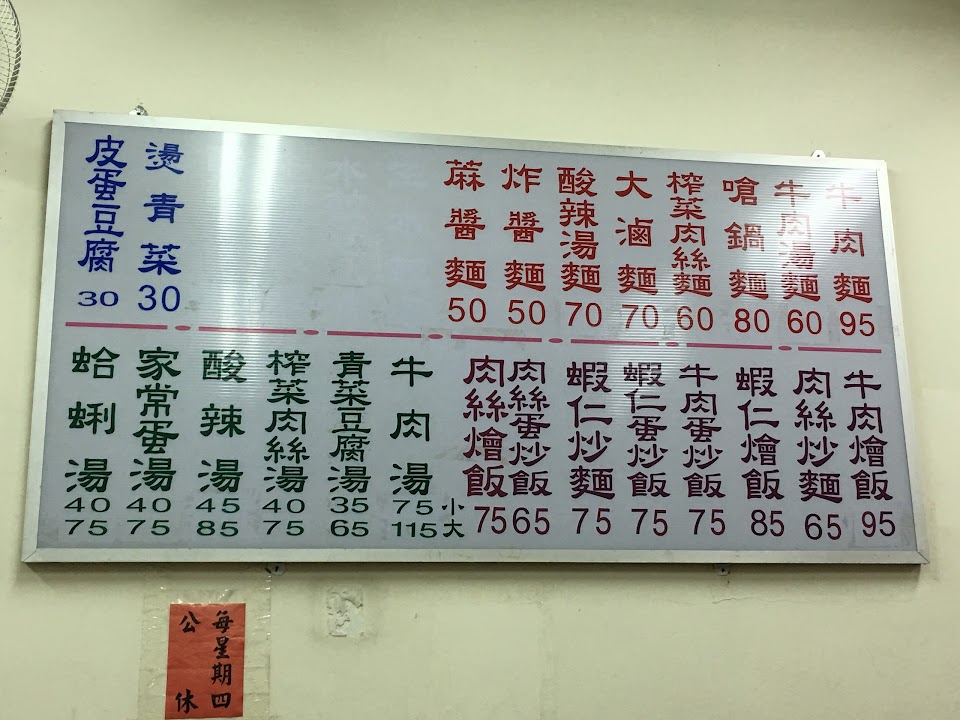 牛肉麵 95
牛肉湯麵 60
嗆鍋麵 80
榨菜肉絲麵 60
大滷麵 70
酸辣湯麵 70
炸醬麵 50
蔴醬麵 50
燙青菜 30
皮蛋豆腐 30
牛肉燴飯 95
肉絲炒麵 65
蝦仁燴飯 85
牛肉蛋炒飯 75
蝦仁蛋炒飯 75
蝦仁炒麵 75
肉絲蛋炒飯 65
肉絲燴飯 75
小
大
牛肉湯 75 115
青菜豆腐湯 35 65
榨菜肉絲湯 40 75
酸辣湯 45 85
家常蛋湯 40 75
蛤蜊湯 40 75
每星期四
公休